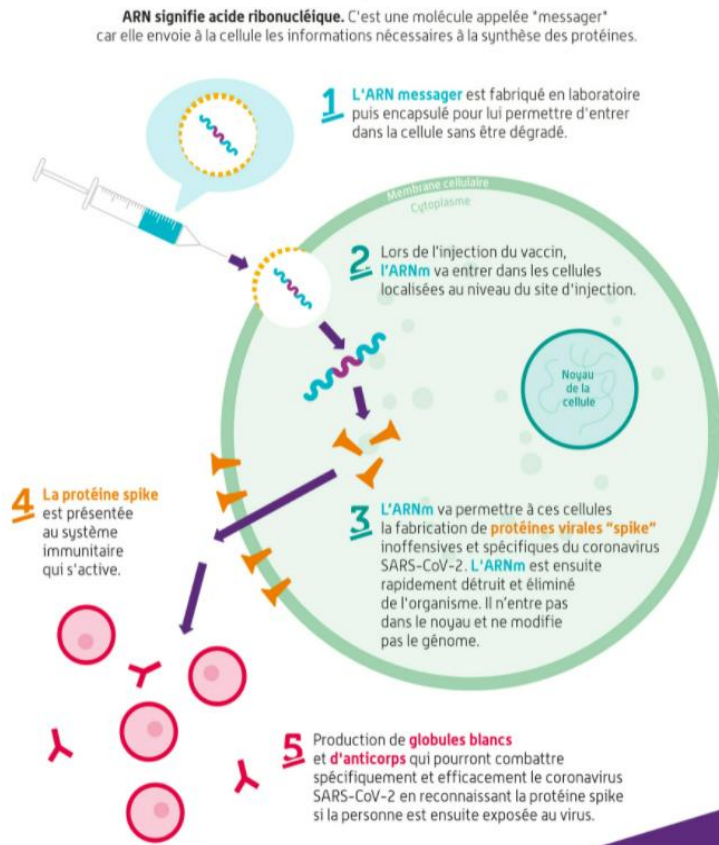 ARN signifie acide ribonucléique. C'est une molécule appelée "messager"
car elle envoie à la cellule les informations nécessaires à la synthèse des protéines.
1 L'ARN messager est fabriqué en laboratoire
puis encapsulé pour lui permettre d'entrer
dans la cellule sans être dégradé.
Membrane cellulaire
Cytoplasme
2 Lors de l'injection du vaccin,
l'ARNm va entrer dans les cellules
localisées au niveau du site d'injection.
Noyau
de la
cellule
3 L'ARNm va permettre à ces cellules
la fabrication de protéines virales "spike"
inoffensives et spécifiques du coronavirus
SARS-CoV-2. L'ARNm est ensuite
rapidement détruit et éliminé
de l'organisme. Il n'entre pas
dans le noyau et ne modifie
pas le génome.
4 La protéine spike
est présentée
au système
immunitaire
qui s'active.
5 Production de globules blancs
et d'anticorps qui pourront combattre
spécifiquement et efficacement le coronavirus
SARS-CoV-2 en reconnaissant la protéine spike
si la personne est ensuite exposée au virus.